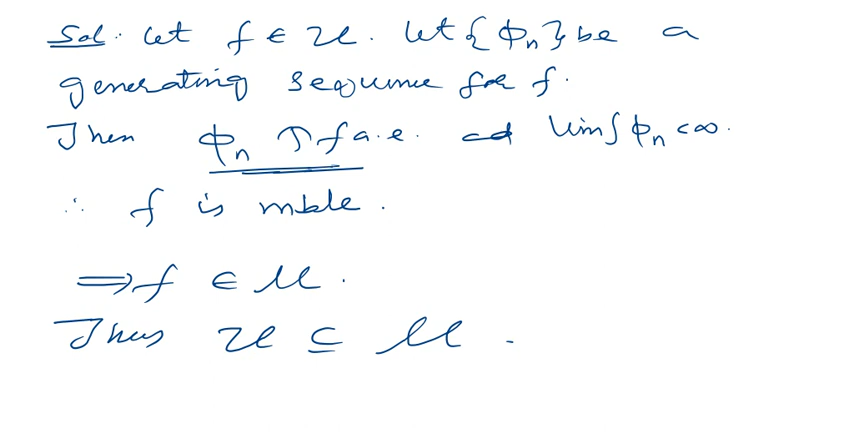 Sol: Let f ∈ 𝒰. Let {ϕₙ} be a
generating sequence for f.
Then ϕₙ ↑ f a.e. and lim ∫ ϕₙ < ∞.
∴ f is mble.
⟹ f ∈ ℳ.
Thus 𝒰 ⊆ ℳ.